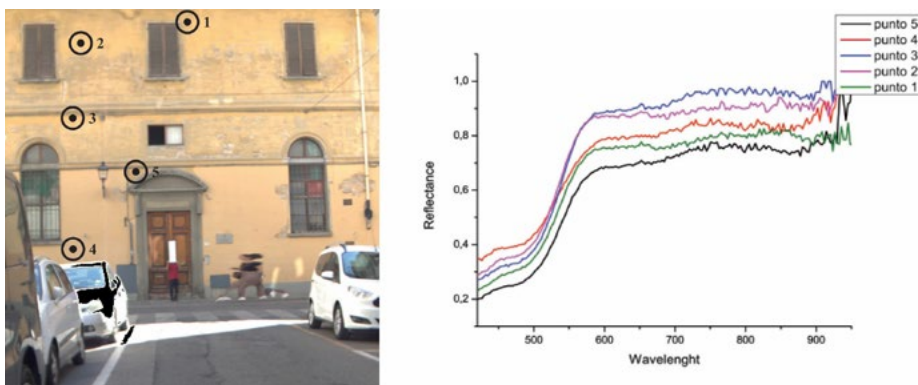 1
2
3
5
4
punto 5
punto 4
punto 3
punto 2
punto 1
1,0
0,8
0,6
0,4
0,2
Reflectance
500 600 700 800 900
Wavelenght